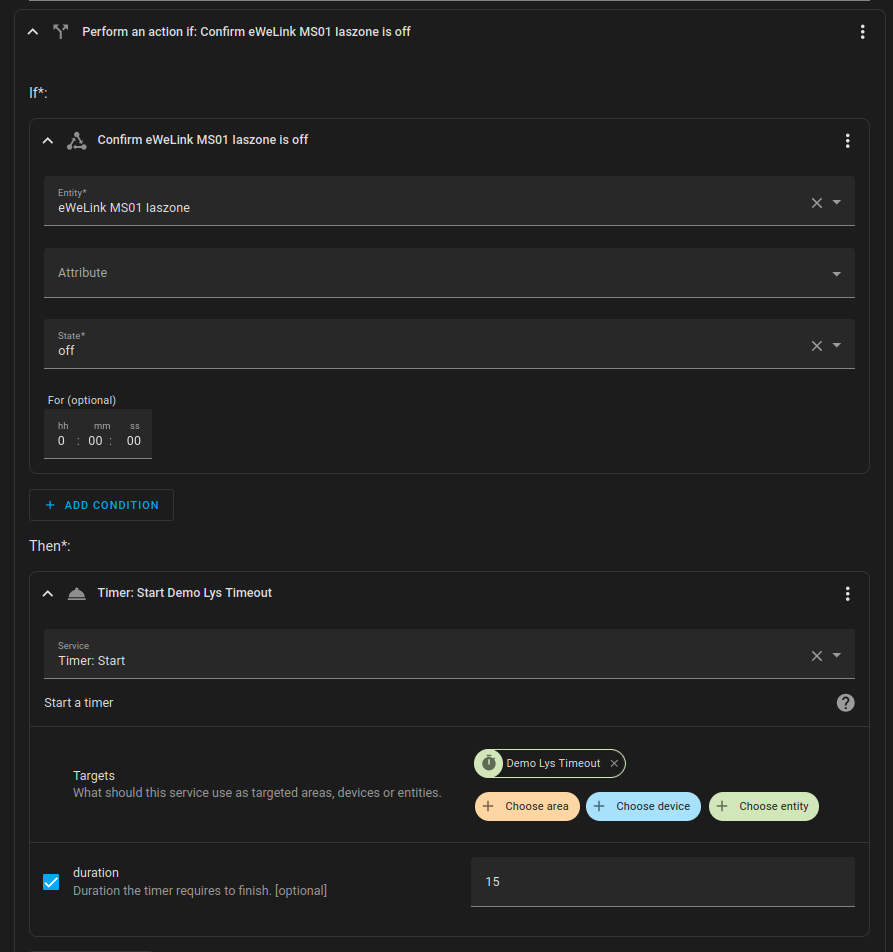 Perform an action if: Confirm eWeLink MS01 Iaszone is off
If*:
Confirm eWeLink MS01 Iaszone is off
Entity*
eWeLink MS01 Iaszone
Attribute
State*
off
For (optional)
hh mm ss
0 : 00 : 00
+ ADD CONDITION
Then*:
Timer: Start Demo Lys Timeout
Service
Timer: Start
Start a timer
Demo Lys Timeout
Targets
What should this service use as targeted areas, devices or entities.
+ Choose area + Choose device + Choose entity
duration
Duration the timer requires to finish. [optional]
15